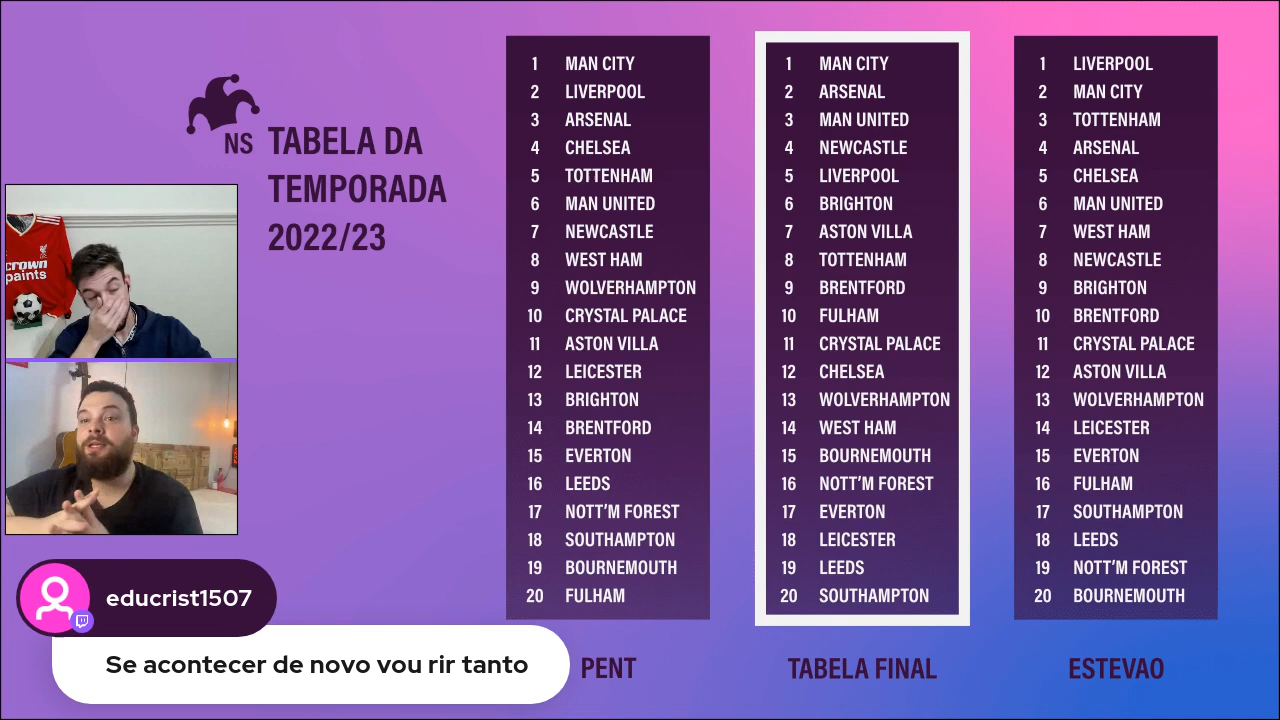 NS
TABELA DA
TEMPORADA
2022/23
crown
paints
1 MAN CITY
2 LIVERPOOL
3 ARSENAL
4 CHELSEA
5 TOTTENHAM
6 MAN UNITED
7 NEWCASTLE
8 WEST HAM
9 WOLVERHAMPTON
10 CRYSTAL PALACE
11 ASTON VILLA
12 LEICESTER
13 BRIGHTON
14 BRENTFORD
15 EVERTON
16 LEEDS
17 NOTT'M FOREST
18 SOUTHAMPTON
19 BOURNEMOUTH
20 FULHAM
PENT
1 MAN CITY
2 ARSENAL
3 MAN UNITED
4 NEWCASTLE
5 LIVERPOOL
6 BRIGHTON
7 ASTON VILLA
8 TOTTENHAM
9 BRENTFORD
10 FULHAM
11 CRYSTAL PALACE
12 CHELSEA
13 WOLVERHAMPTON
14 WEST HAM
15 BOURNEMOUTH
16 NOTT'M FOREST
17 EVERTON
18 LEICESTER
19 LEEDS
20 SOUTHAMPTON
TABELA FINAL
1 LIVERPOOL
2 MAN CITY
3 TOTTENHAM
4 ARSENAL
5 CHELSEA
6 MAN UNITED
7 WEST HAM
8 NEWCASTLE
9 BRIGHTON
10 BRENTFORD
11 CRYSTAL PALACE
12 ASTON VILLA
13 WOLVERHAMPTON
14 LEICESTER
15 EVERTON
16 FULHAM
17 SOUTHAMPTON
18 LEEDS
19 NOTT'M FOREST
20 BOURNEMOUTH
ESTEVAO
educrist1507
Se acontecer de novo vou rir tanto